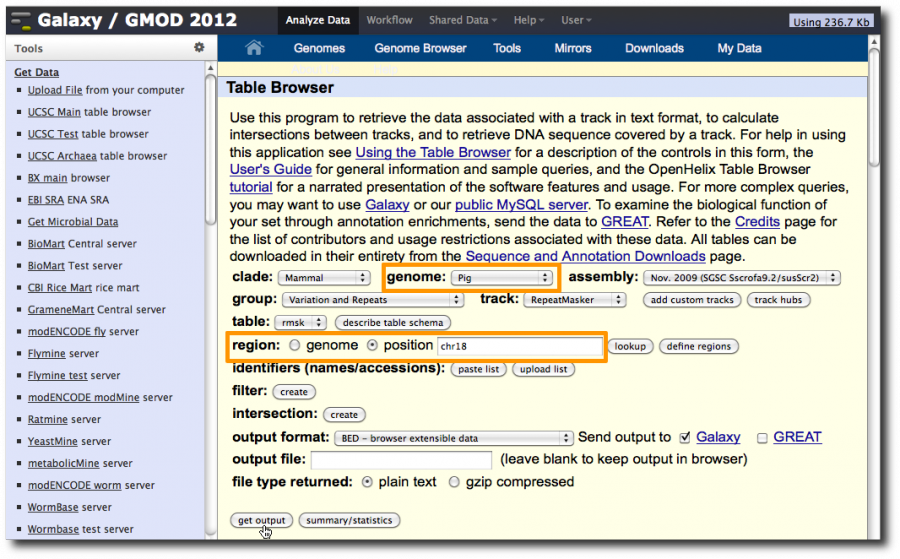 Galaxy / GMOD 2012
Analyze Data Workflow Shared Data Help User Using 236.7 Kb
Tools
Get Data
Upload File from your computer
UCSC Main table browser
UCSC Test table browser
UCSC Archaea table browser
BX main browser
EBI SRA ENA SRA
Get Microbial Data
BioMart Central server
BioMart Test server
CBI Rice Mart rice mart
GrameneMart Central server
modENCODE fly server
Flymine server
Flymine test server
modENCODE modMine server
Ratmine server
YeastMine server
metabolicMine server
modENCODE worm server
WormBase server
Wormbase test server
Genomes Genome Browser Tools Mirrors Downloads My Data
Table Browser
Use this program to retrieve the data associated with a track in text format, to calculate
intersections between tracks, and to retrieve DNA sequence covered by a track. For help in using
this application see Using the Table Browser for a description of the controls in this form, the
User's Guide for general information and sample queries, and the OpenHelix Table Browser
tutorial for a narrated presentation of the software features and usage. For more complex queries,
you may want to use Galaxy or our public MySQL server. To examine the biological function of
your set through annotation enrichments, send the data to GREAT. Refer to the Credits page for
the list of contributors and usage restrictions associated with these data. All tables can be
downloaded in their entirety from the Sequence and Annotation Downloads page.
clade: Mammal genome: Pig assembly: Nov. 2009 (SGSC Sscrofa9.2/susScr2)
group: Variation and Repeats track: RepeatMasker add custom tracks track hubs
table: rmsk describe table schema
region: genome position chr18 lookup define regions
identifiers (names/accessions): paste list upload list
filter: create
intersection: create
output format: BED - browser extensible data Send output to Galaxy GREAT
output file: (leave blank to keep output in browser)
file type returned: plain text gzip compressed
get output summary/statistics